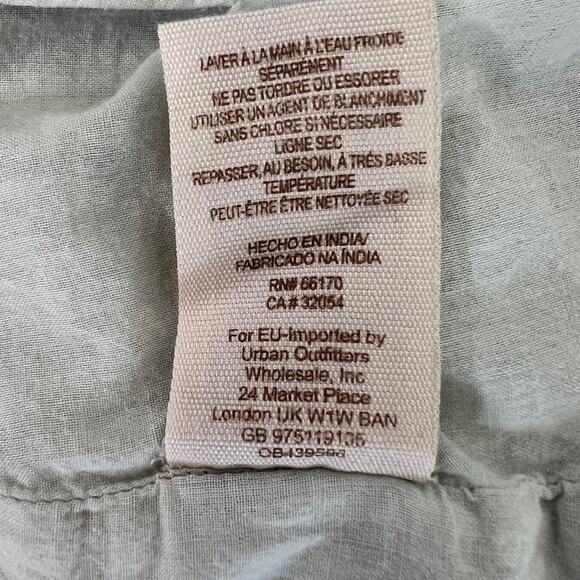 LAVER À LA MAIN À L'EAU FROIDE
SÉPARÉMENT
NE PAS TORDRE OU ESSORER
UTILISER UN AGENT DE BLANCHIMENT
SANS CHLORE SI NÉCESSAIRE
LIGNE SEC
REPASSER, AU BESOIN, À TRÉS BASSE
TEMPÉRATURE
PEUT-ÊTRE ÊTRE NETTOYÉE SEC
HECHO EN INDIA/
FABRICADO NA ÍNDIA
RN# 66170
CA # 32054
For EU-Imported by
Urban Outfitters
Wholesale, Inc
24 Market Place
London UK W1W BAN
GB 975119106